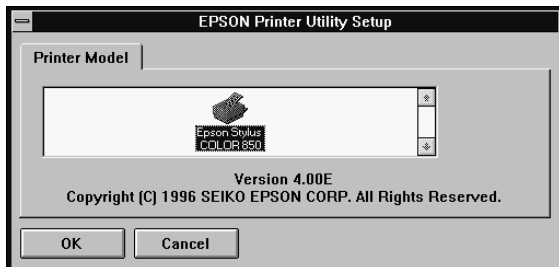 EPSON Printer Utility Setup
Printer Model
Epson Stylus
COLOR 850
Version 4.00E
Copyright (C) 1996 SEIKO EPSON CORP. All Rights Reserved.
OK Cancel